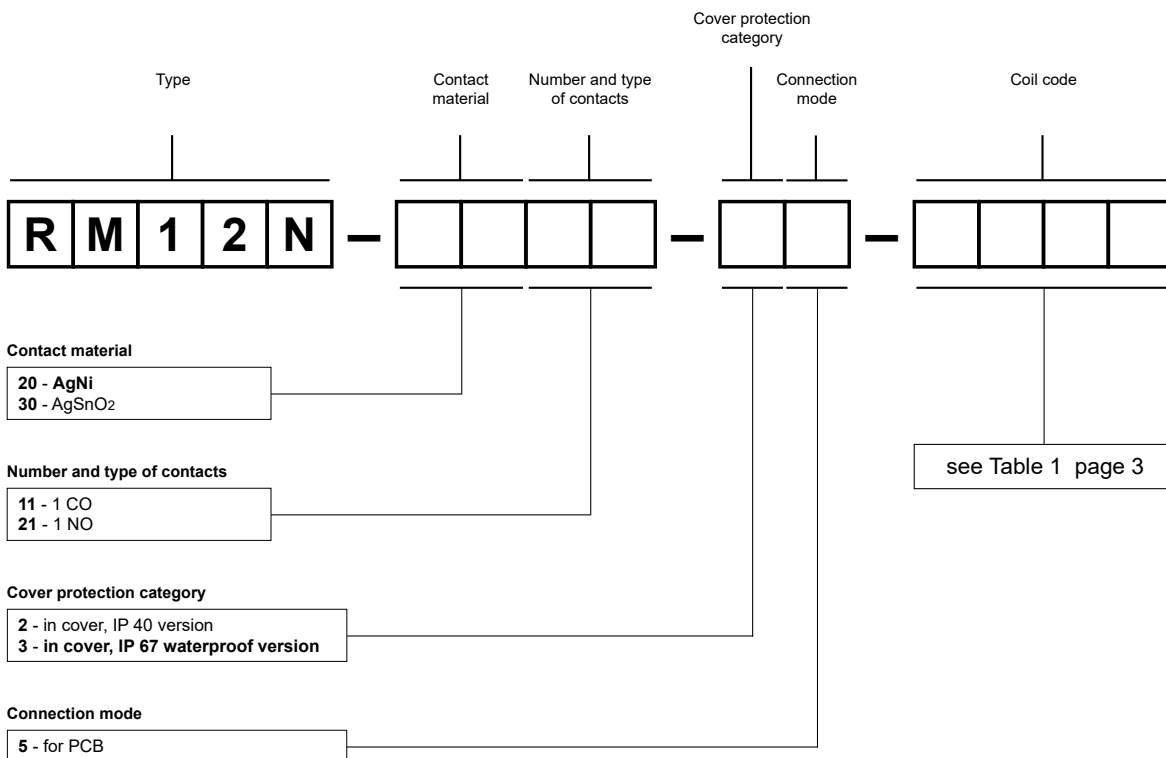 Cover protection
category
Type
Contact
material
Number and type
of contacts
Connection
mode
Coil code
RM12N – –  –
Contact material
20 - AgNi
30 - AgSnO2
Number and type of contacts
11 - 1 CO
21 - 1 NO
see Table 1 page 3
Cover protection category
2 - in cover, IP 40 version
3 - in cover, IP 67 waterproof version
Connection mode
5 - for PCB